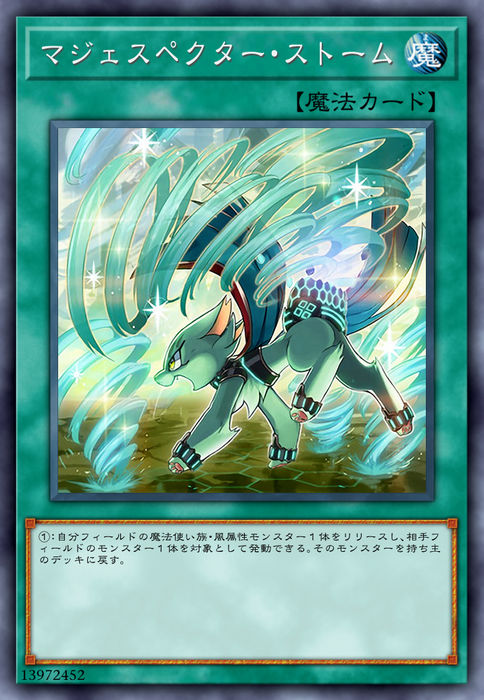 マジェスペクター・ストーム 魔
【魔法カード】
①：自分フィールドの魔法使い族・風属性モンスター１体をリリースし、相手フ
ィールドのモンスター１体を対象として発動できる。そのモンスターを持ち主
のデッキに戻す。
13972452